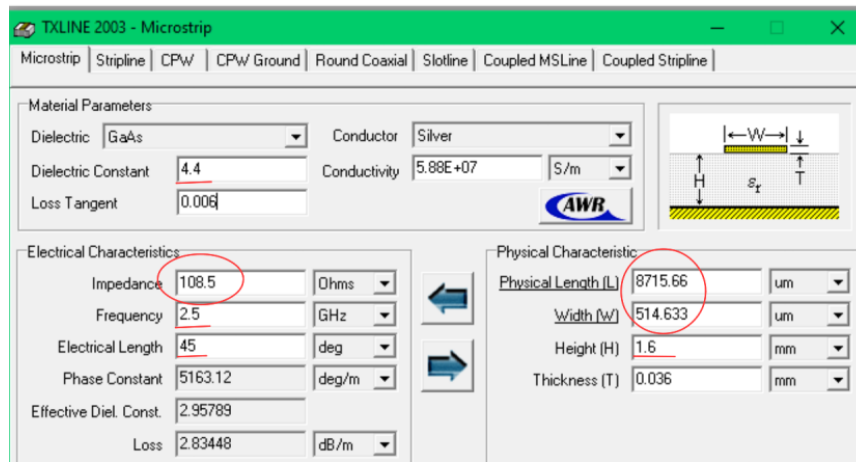 TXLINE 2003 - Microstrip
Microstrip | Stripline | CPW | CPW Ground | Round Coaxial | Slotline | Coupled MSLine | Coupled Stripline
Material Parameters
Dielectric GaAs Conductor Silver
Dielectric Constant 4.4 Conductivity 5.88E+07 S/m
Loss Tangent 0.006
AWR
W
H
εr
T
Electrical Characteristics
Impedance 108.5 Ohms
Frequency 2.5 GHz
Electrical Length 45 deg
Phase Constant 5163.12 deg/m
Effective Diel. Const. 2.95789
Loss 2.83448 dB/m
Physical Characteristic
Physical Length (L) 8715.66 um
Width (W) 514.633 um
Height (H) 1.6 mm
Thickness (T) 0.036 mm